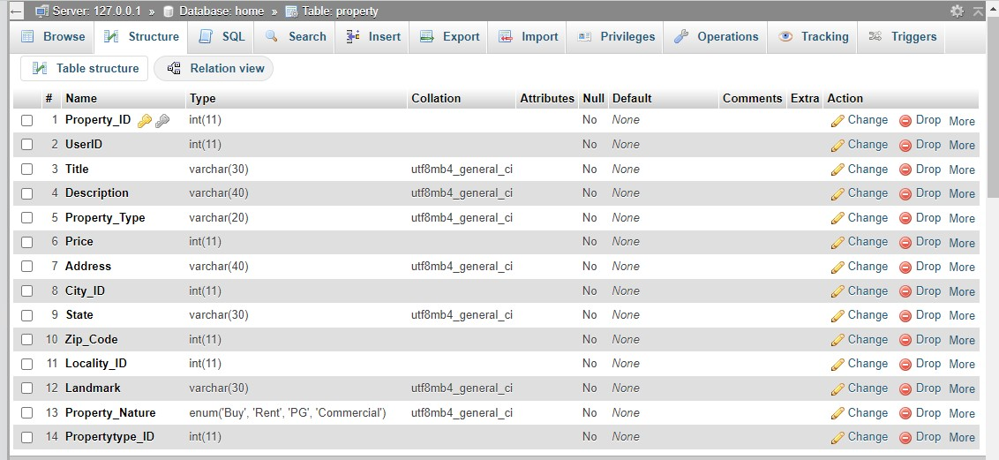 Server: 127.0.0.1 » Database: home » Table: property
Browse Structure SQL Search Insert Export Import Privileges Operations Tracking Triggers
Table structure Relation view
# Name Type Collation Attributes Null Default Comments Extra Action
1 Property_ID int(11) No None Change Drop More
2 UserID int(11) No None Change Drop More
3 Title varchar(30) utf8mb4_general_ci No None Change Drop More
4 Description varchar(40) utf8mb4_general_ci No None Change Drop More
5 Property_Type varchar(20) utf8mb4_general_ci No None Change Drop More
6 Price int(11) No None Change Drop More
7 Address varchar(40) utf8mb4_general_ci No None Change Drop More
8 City_ID int(11) No None Change Drop More
9 State varchar(30) utf8mb4_general_ci No None Change Drop More
10 Zip_Code int(11) No None Change Drop More
11 Locality_ID int(11) No None Change Drop More
12 Landmark varchar(30) utf8mb4_general_ci No None Change Drop More
13 Property_Nature enum('Buy', 'Rent', 'PG', 'Commercial') utf8mb4_general_ci No None Change Drop More
14 Propertytype_ID int(11) No None Change Drop More